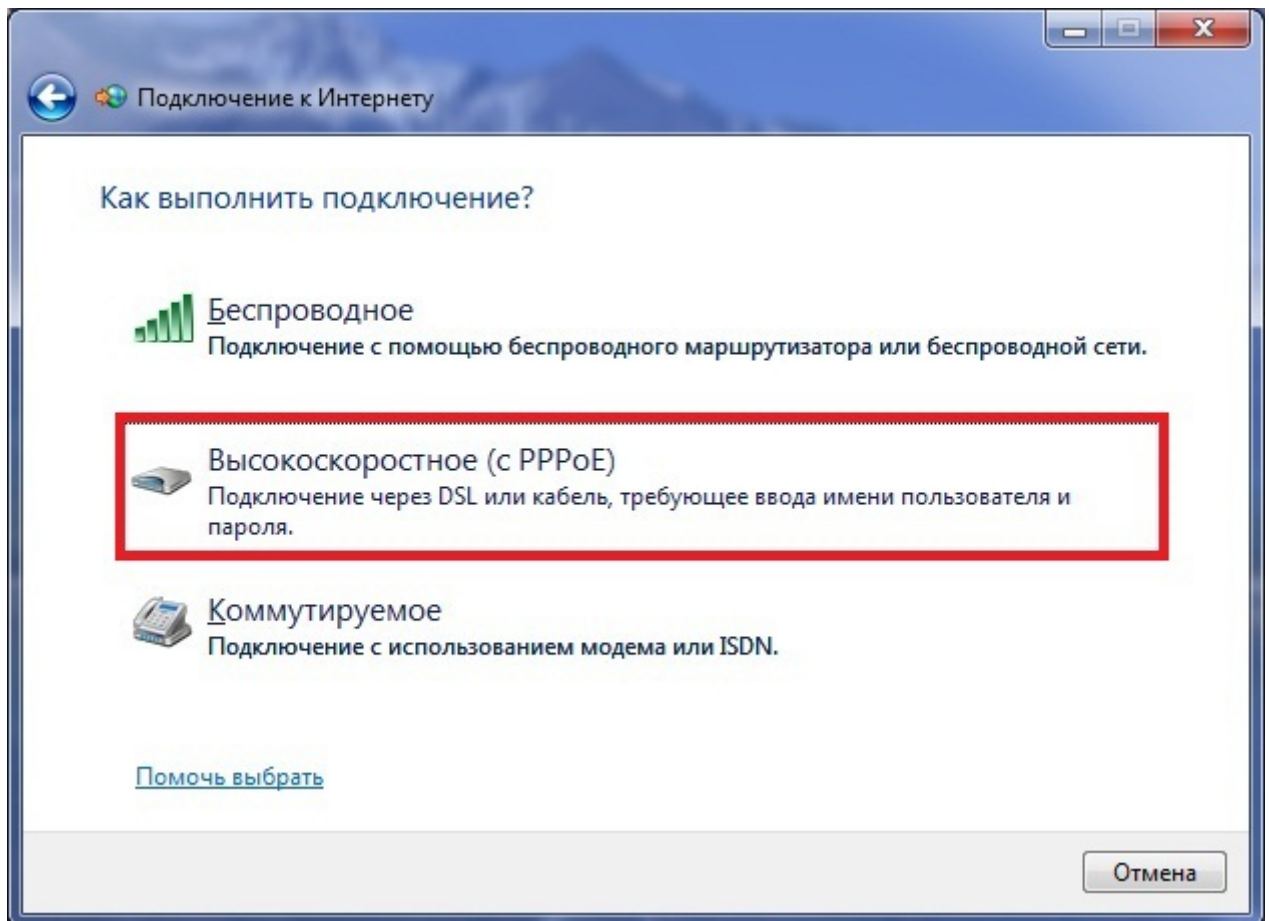 Подключение к Интернету
Как выполнить подключение?
Беспроводное
Подключение с помощью беспроводного маршрутизатора или беспроводной сети.
Высокоскоростное (с PPPoE)
Подключение через DSL или кабель, требующее ввода имени пользователя и
пароля.
Коммутируемое
Подключение с использованием модема или ISDN.
Помочь выбрать
Отмена